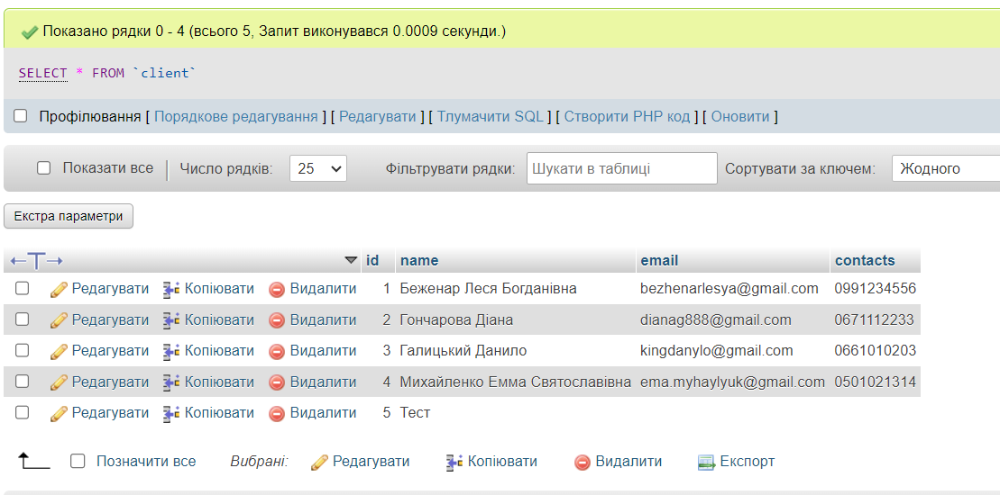 Показано рядки 0 - 4 (всього 5, Запит виконувався 0.0009 секунди.)
SELECT * FROM `client`
Профілювання [ Порядкове редагування ] [ Редагувати ] [ Тлумачити SQL ] [ Створити PHP код ] [ Оновити ]
Показати все Число рядків: 25 Фільтрувати рядки: Шукати в таблиці Сортувати за ключем: Жодного
Екстра параметри
id name email contacts
Редагувати Копіювати Видалити 1 Беженар Леся Богданівна bezhenarlesya@gmail.com 0991234556
Редагувати Копіювати Видалити 2 Гончарова Діана dianag888@gmail.com 0671112233
Редагувати Копіювати Видалити 3 Галицький Данило kingdanylo@gmail.com 0661010203
Редагувати Копіювати Видалити 4 Михайленко Емма Святославівна ema.myhaylyuk@gmail.com 0501021314
Редагувати Копіювати Видалити 5 Тест
Позначити все Вибрані: Редагувати Копіювати Видалити Експорт